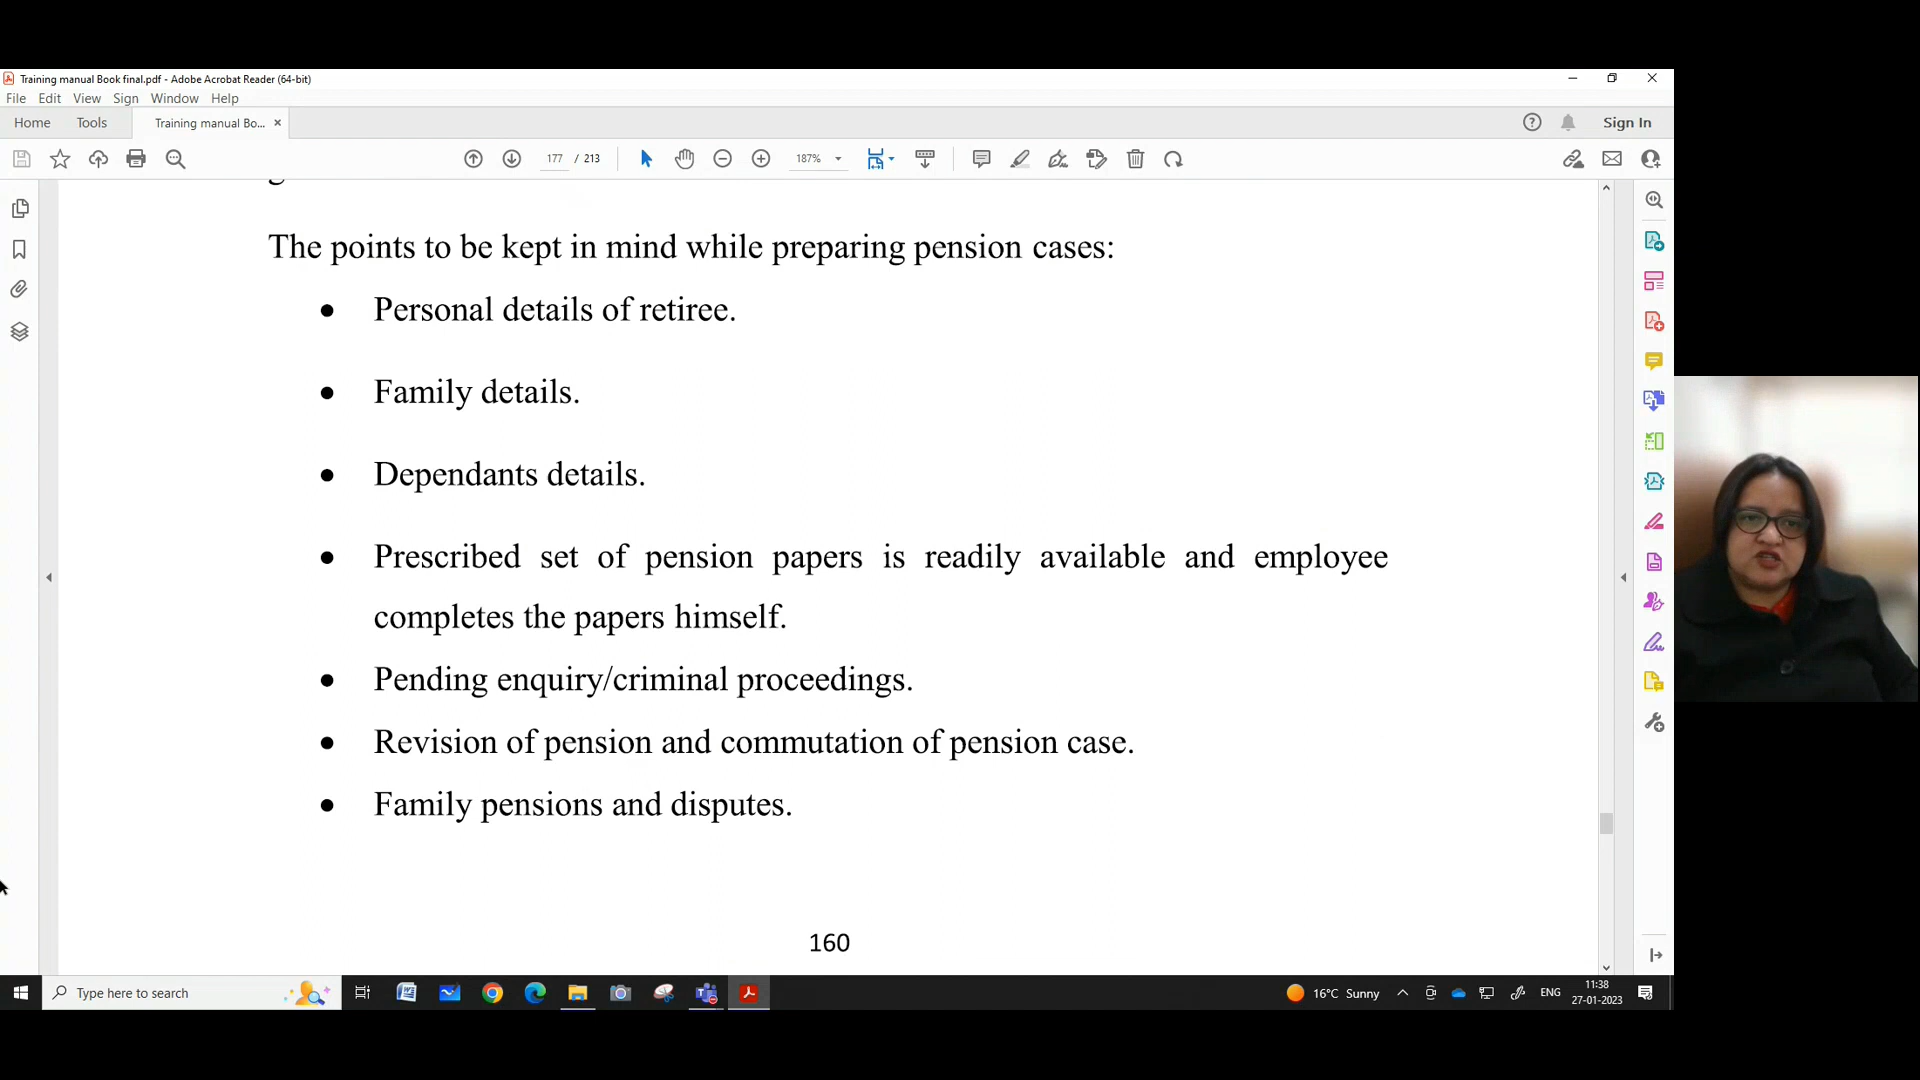 Training manual Book final.pdf - Adobe Acrobat Reader (64-bit)
File Edit View Sign Window Help
Home Tools Training manual Bo... Sign In
177 / 213 187%
The points to be kept in mind while preparing pension cases:
• Personal details of retiree.
• Family details.
• Dependants details.
• Prescribed set of pension papers is readily available and employee
completes the papers himself.
• Pending enquiry/criminal proceedings.
• Revision of pension and commutation of pension case.
• Family pensions and disputes.
160
Type here to search 16°C Sunny ENG 11:38
27-01-2023